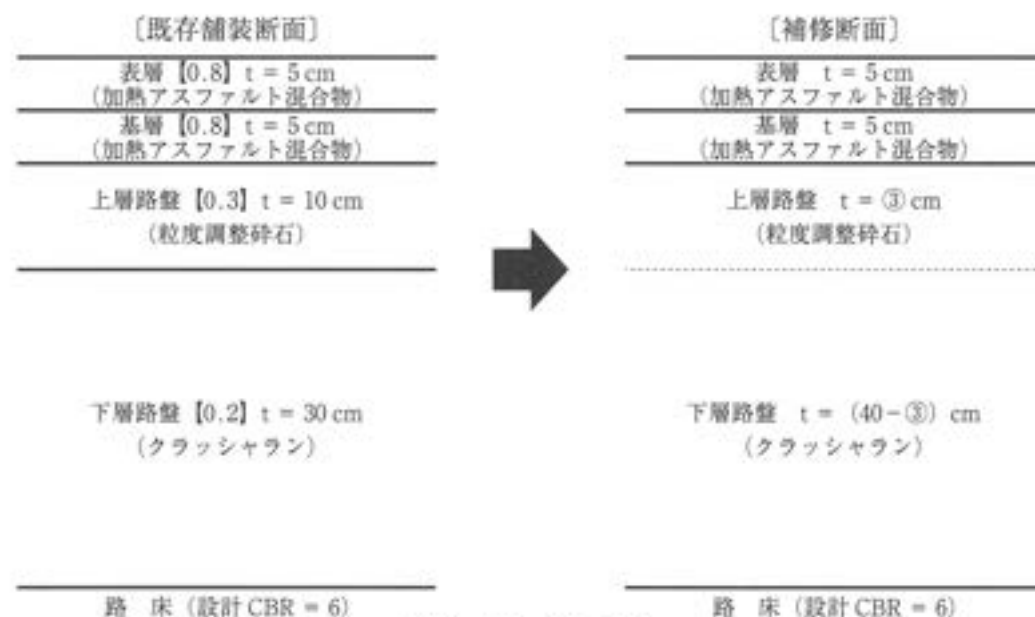 〔既存舗装断面〕
表層【0.8】t = 5 cm
(加熱アスファルト混合物)
基層【0.8】t = 5 cm
(加熱アスファルト混合物)
上層路盤【0.3】t = 10 cm
(粒度調整砕石)
下層路盤【0.2】t = 30 cm
(クラッシャラン)
路 床(設計 CBR = 6)
〔補修断面〕
表層 t = 5 cm
(加熱アスファルト混合物)
基層 t = 5 cm
(加熱アスファルト混合物)
上層路盤 t = ③ cm
(粒度調整砕石)
下層路盤 t = (40-③) cm
(クラッシャラン)
路 床(設計 CBR = 6)